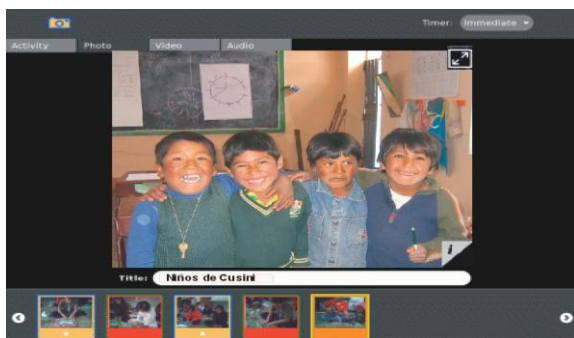 Timer: Immediate
Activity Photo Video Audio
i
Title: Niños de Cusini